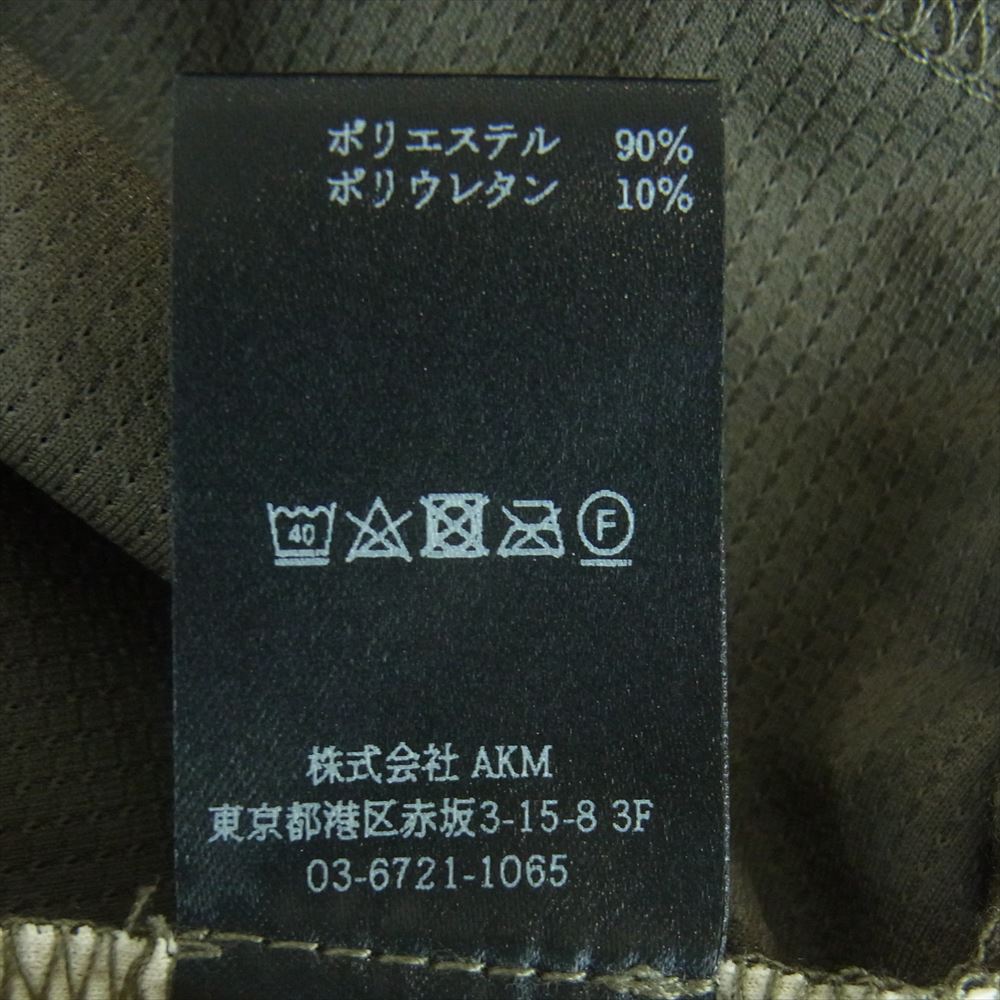 ポリエステル 90%
ポリウレタン 10%
40 F
株式会社 AKM
東京都港区赤坂3-15-8 3F
03-6721-1065